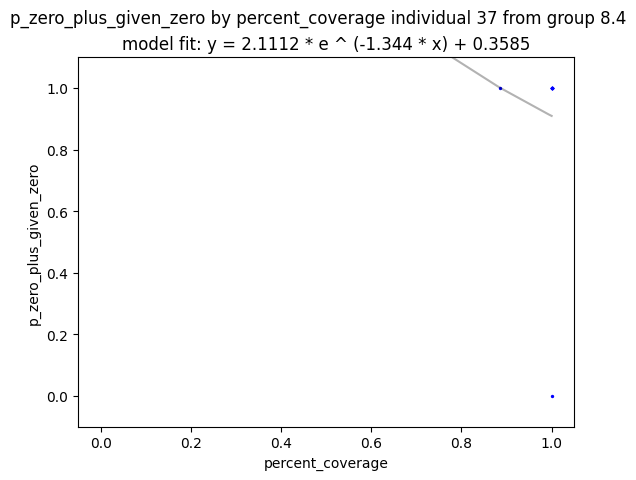 p_zero_plus_given_zero by percent_coverage individual 37 from group 8.4
model fit: y = 2.1112 * e ^ (-1.344 * x) + 0.3585
1.0
0.8
0.6
0.4
0.2
0.0
p_zero_plus_given_zero
0.0 0.2 0.4 0.6 0.8 1.0
percent_coverage